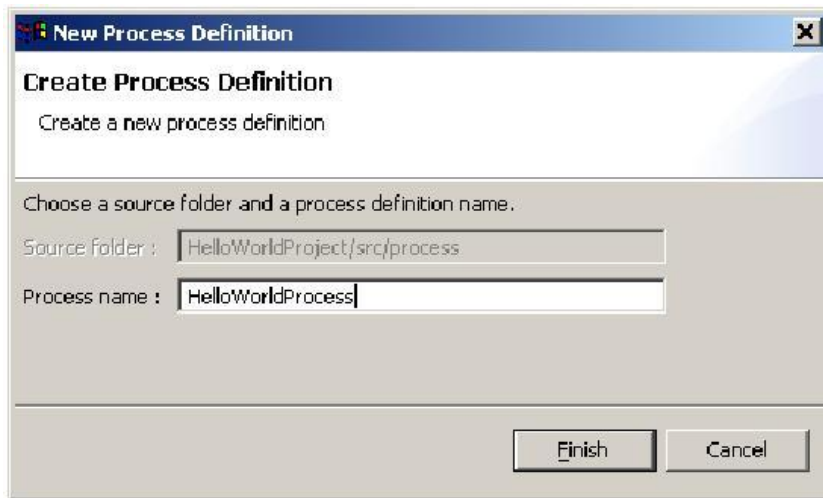 New Process Definition
Create Process Definition
Create a new process definition
Choose a source folder and a process definition name.
Source folder : HelloWorldProject/src/process
Process name : HelloWorldProcess
Finish Cancel